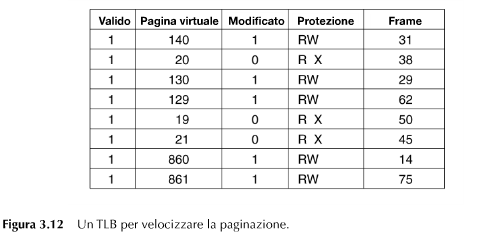 Valido Pagina virtuale Modificato Protezione Frame
1 140 1 RW 31
1 20 0 R X 38
1 130 1 RW 29
1 129 1 RW 62
1 19 0 R X 50
1 21 0 R X 45
1 860 1 RW 14
1 861 1 RW 75
Figura 3.12 Un TLB per velocizzare la paginazione.